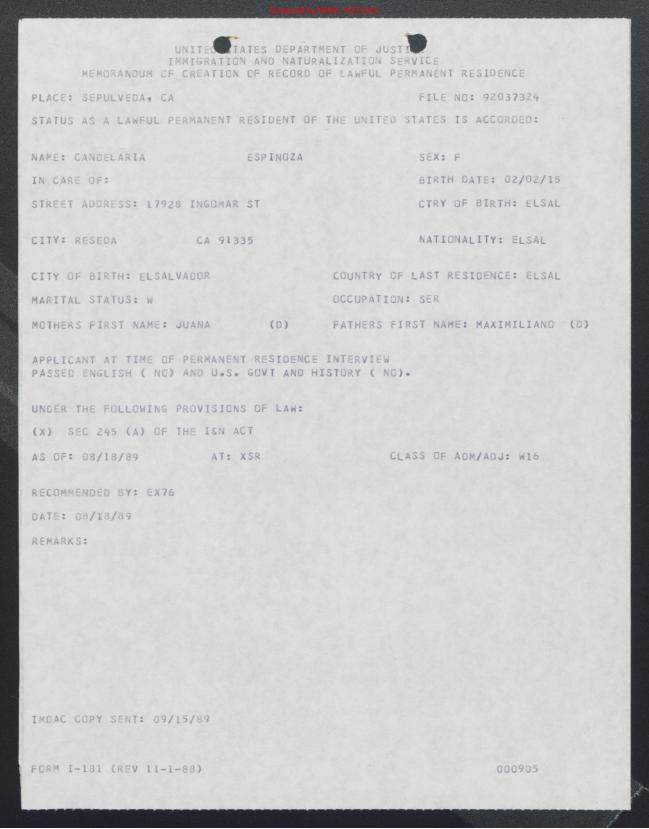 UNITE TATES DEPARTMENT OF JUSTI
IMMIGRATION AND NATURALIZATION SERVICE
MEMORANDUM OF CREATION OF RECORD OF LAWFUL PERMANENT RESIDENCE
PLACE: SEPULVEDA, CA FILE NO: 92037324
STATUS AS A LAWFUL PERMANENT RESIDENT OF THE UNITED STATES IS ACCORDED:
NAME: CANDELARIA ESPINOZA SEX: F
IN CARE OF: BIRTH DATE: 02/02/15
STREET ADDRESS: 17928 INGOMAR ST CTRY OF BIRTH: ELSAL
CITY: RESEDA CA 91335 NATIONALITY: ELSAL
CITY OF BIRTH: ELSALVADOR COUNTRY OF LAST RESIDENCE: ELSAL
MARITAL STATUS: W OCCUPATION: SER
MOTHERS FIRST NAME: JUANA (D) FATHERS FIRST NAME: MAXIMILIANO (D)
APPLICANT AT TIME OF PERMANENT RESIDENCE INTERVIEW
PASSED ENGLISH ( NO) AND U.S. GOVT AND HISTORY ( NO).
UNDER THE FOLLOWING PROVISIONS OF LAW:
(X) SEC 245 (A) OF THE I&N ACT
AS OF: 08/18/89 AT: XSR CLASS OF ADM/ADJ: W16
RECOMMENDED BY: EX76
DATE: 08/18/89
REMARKS:
IMDAC COPY SENT: 09/15/89
FORM I-181 (REV 11-1-88) 000905